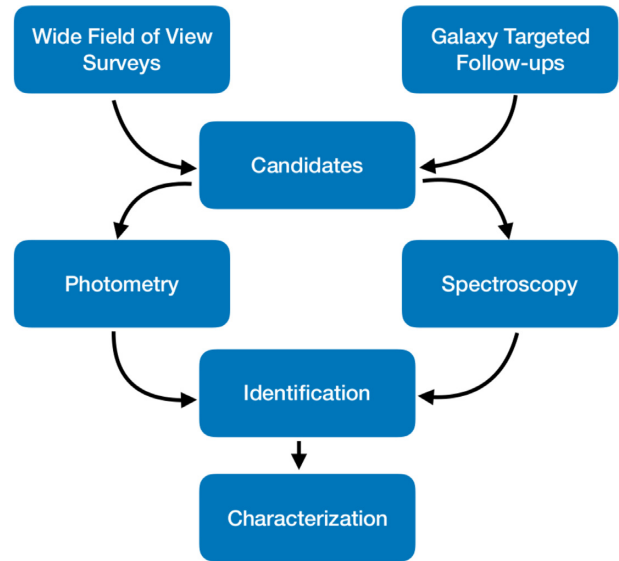 Wide Field of View
Surveys
Galaxy Targeted
Follow-ups
Candidates
Photometry
Spectroscopy
Identification
Characterization